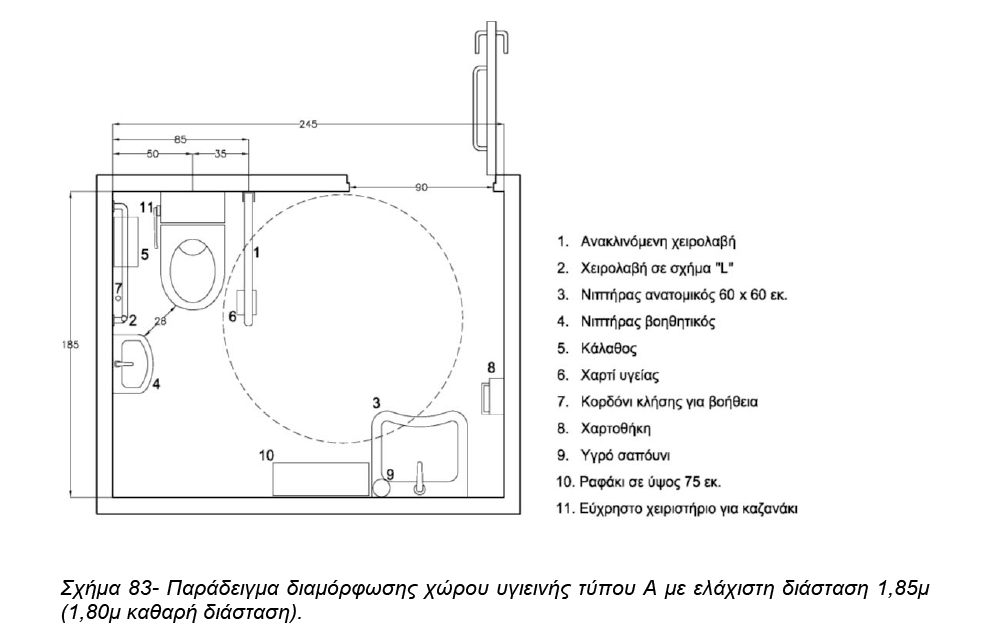 245
85
50
35
90
11
5
1
7
2
6
28
185
4
8
3
10
9
1. Ανακλινόμενη χειρολαβή
2. Χειρολαβή σε σχήμα "L"
3. Νιπτήρας ανατομικός 60 x 60 εκ.
4. Νιπτήρας βοηθητικός
5. Κάλαθος
6. Χαρτί υγείας
7. Κορδόνι κλήσης για βοήθεια
8. Χαρτοθήκη
9. Υγρό σαπούνι
10. Ραφάκι σε ύψος 75 εκ.
11. Εύχρηστο χειριστήριο για καζανάκι
Σχήμα 83- Παράδειγμα διαμόρφωσης χώρου υγιεινής τύπου Α με ελάχιστη διάσταση 1,85μ
(1,80μ καθαρή διάσταση).